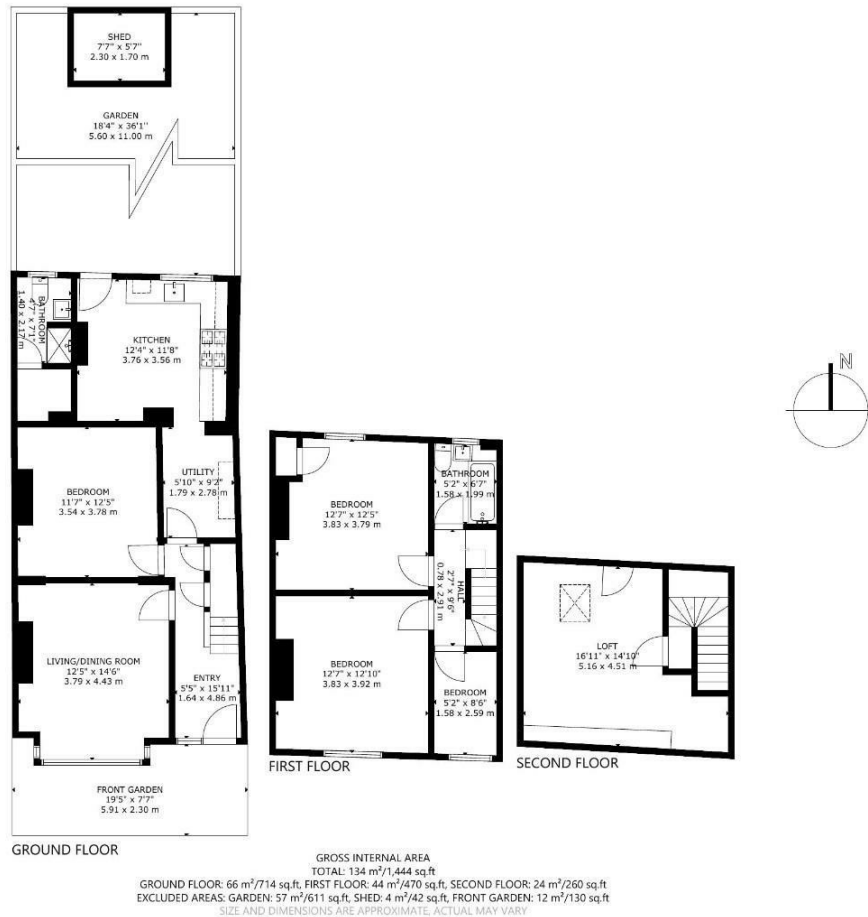 SHED
7'7" x 5'7"
2.30 x 1.70 m
GARDEN
18'4" x 36'1"
5.60 x 11.00 m
BATHROOM
4'7" x 7'1"
1.40 x 2.17 m
KITCHEN
12'4" x 11'8"
3.76 x 3.56 m
N
BEDROOM
11'7" x 12'5"
3.54 x 3.78 m
UTILITY
5'10" x 9'2"
1.79 x 2.78 m
LIVING/DINING ROOM
12'5" x 14'6"
3.79 x 4.43 m
ENTRY
5'5" x 15'11"
1.64 x 4.86 m
FRONT GARDEN
19'5" x 7'7"
5.91 x 2.30 m
GROUND FLOOR
BEDROOM
12'7" x 12'5"
3.83 x 3.79 m
BATHROOM
5'2" x 6'7"
1.58 x 1.99 m
HALL
2'7" x 9'6"
0.78 x 2.91 m
BEDROOM
12'7" x 12'10"
3.83 x 3.92 m
BEDROOM
5'2" x 8'6"
1.58 x 2.59 m
FIRST FLOOR
LOFT
16'11" x 14'10"
5.16 x 4.51 m
SECOND FLOOR
GROSS INTERNAL AREA
TOTAL: 134 m²/1,444 sq.ft
GROUND FLOOR: 66 m²/714 sq.ft, FIRST FLOOR: 44 m²/470 sq.ft, SECOND FLOOR: 24 m²/260 sq.ft
EXCLUDED AREAS: GARDEN: 57 m²/611 sq.ft, SHED: 4 m²/42 sq.ft, FRONT GARDEN: 12 m²/130 sq.ft
SIZE AND DIMENSIONS ARE APPROXIMATE, ACTUAL MAY VARY